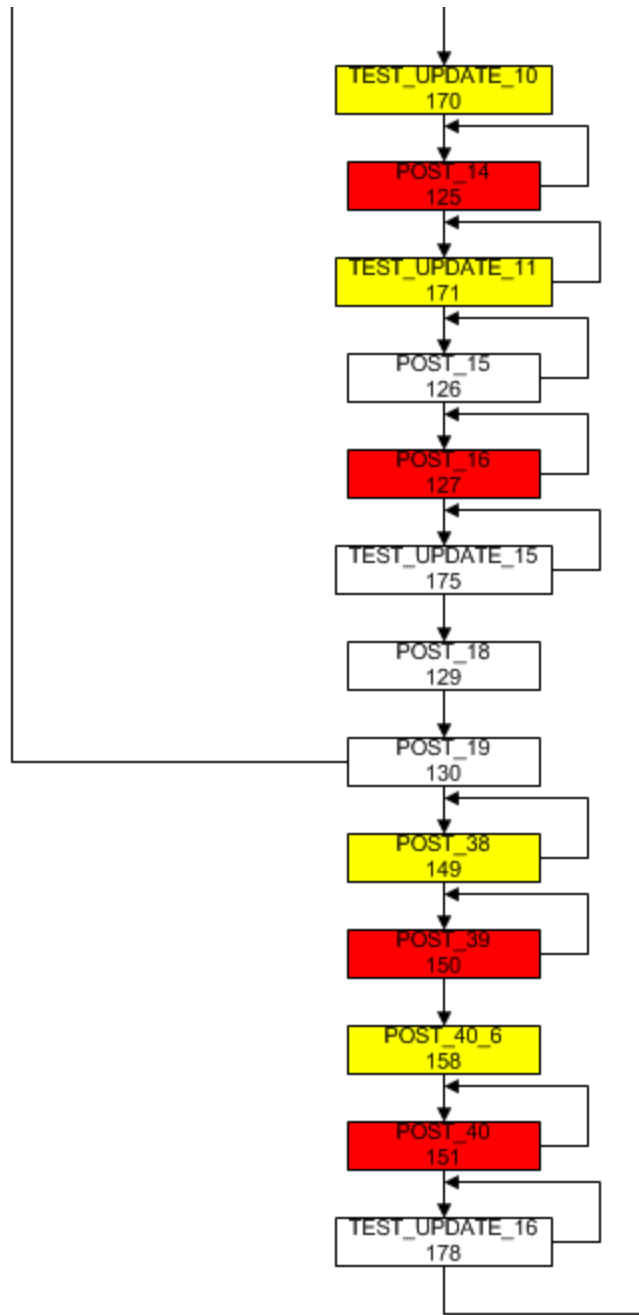 TEST_UPDATE_10
170
POST_14
125
TEST_UPDATE_11
171
POST_15
126
POST_16
127
TEST_UPDATE_15
175
POST_18
129
POST_19
130
POST_38
149
POST_39
150
POST_40_6
158
POST_40
151
TEST_UPDATE_16
178